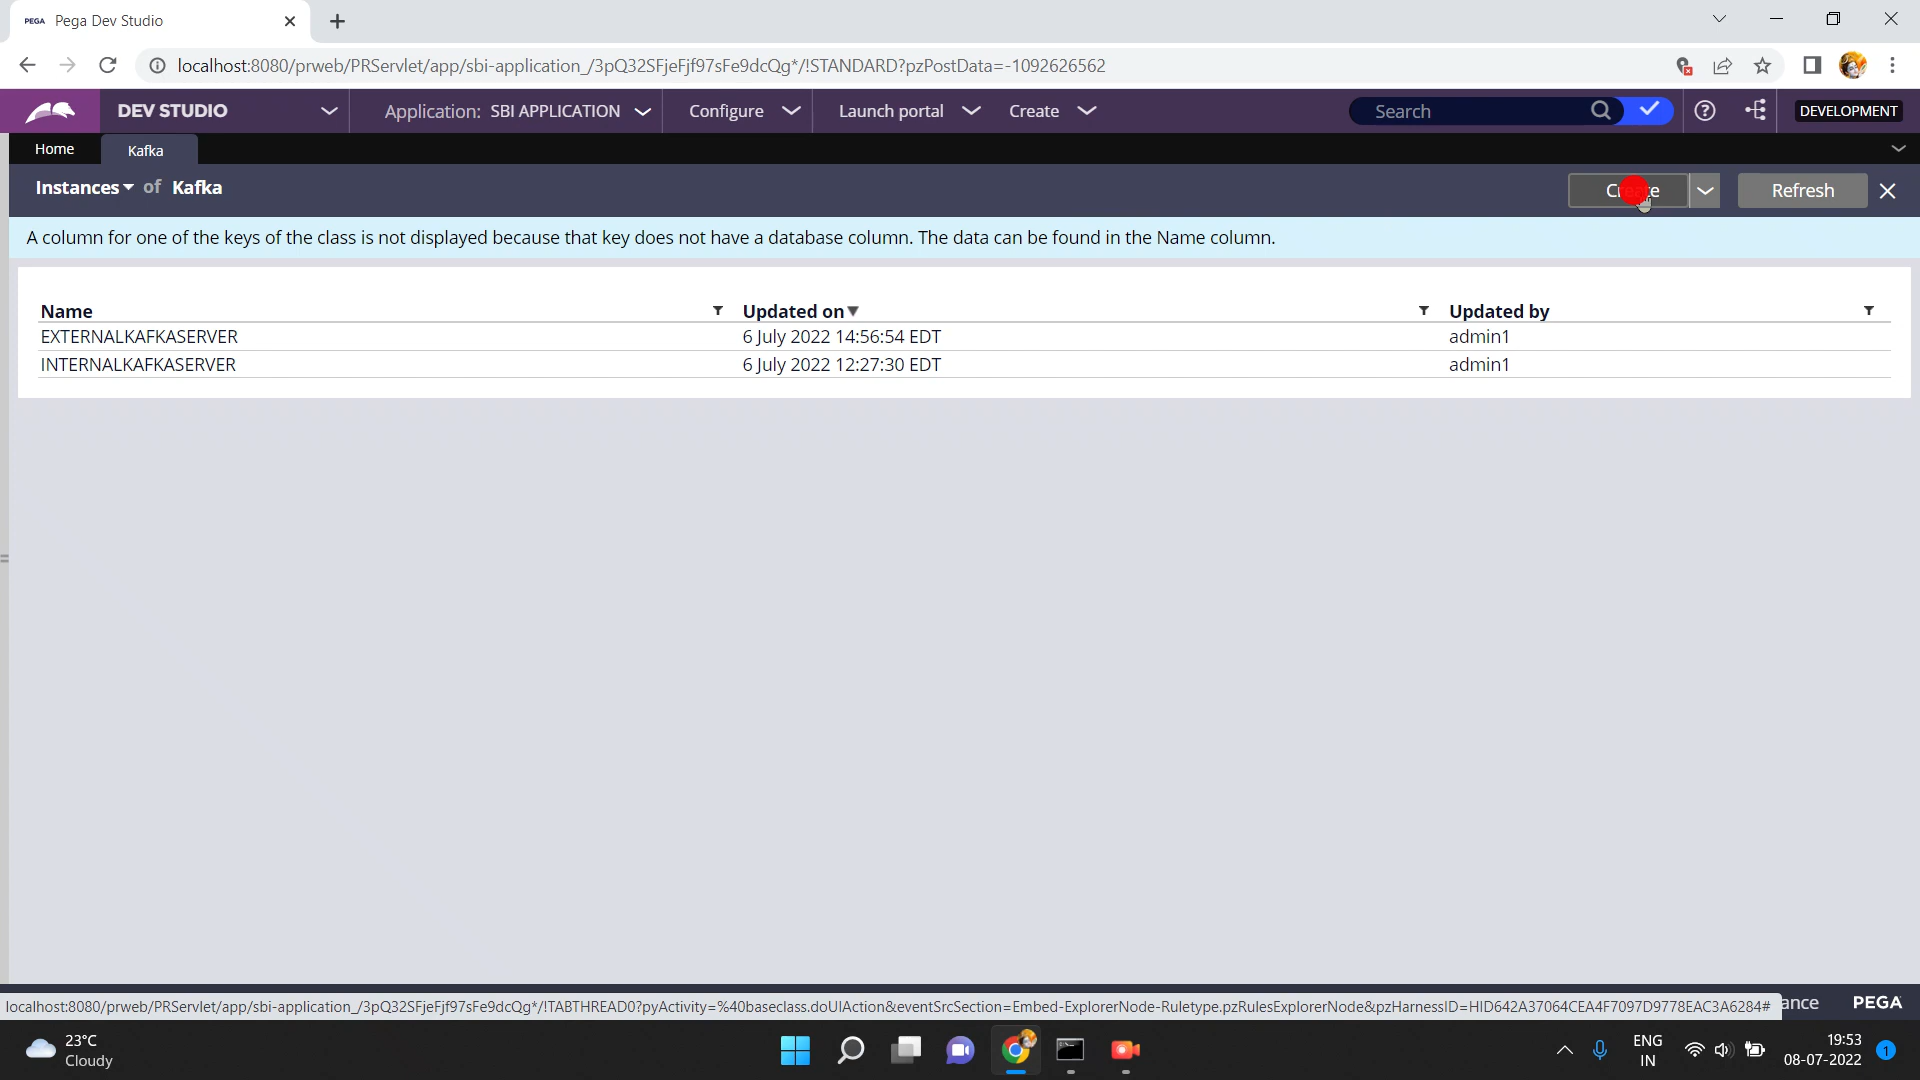 PEGA Pega Dev Studio
localhost:8080/prweb/PRServlet/app/sbi-application_/3pQ32SFjeFjf97sFe9dcQg*/!STANDARD?pzPostData=-1092626562
DEV STUDIO Application: SBI APPLICATION Configure Launch portal Create Search DEVELOPMENT
Home Kafka
Instances of Kafka Create Refresh
A column for one of the keys of the class is not displayed because that key does not have a database column. The data can be found in the Name column.
Name Updated on Updated by
EXTERNALKAFKASERVER 6 July 2022 14:56:54 EDT admin1
INTERNALKAFKASERVER 6 July 2022 12:27:30 EDT admin1
localhost:8080/prweb/PRServlet/app/sbi-application_/3pQ32SFjeFjf97sFe9dcQg*/!TABTHREAD0?pyActivity=%40baseclass.doUIAction&eventSrcSection=Embed-ExplorerNode-Ruletype.pzRulesExplorerNode&pzHarnessID=HID642A37064CEA4F7097D9778EAC3A6284# ance PEGA
23°C
Cloudy
ENG
IN
19:53
08-07-2022
1